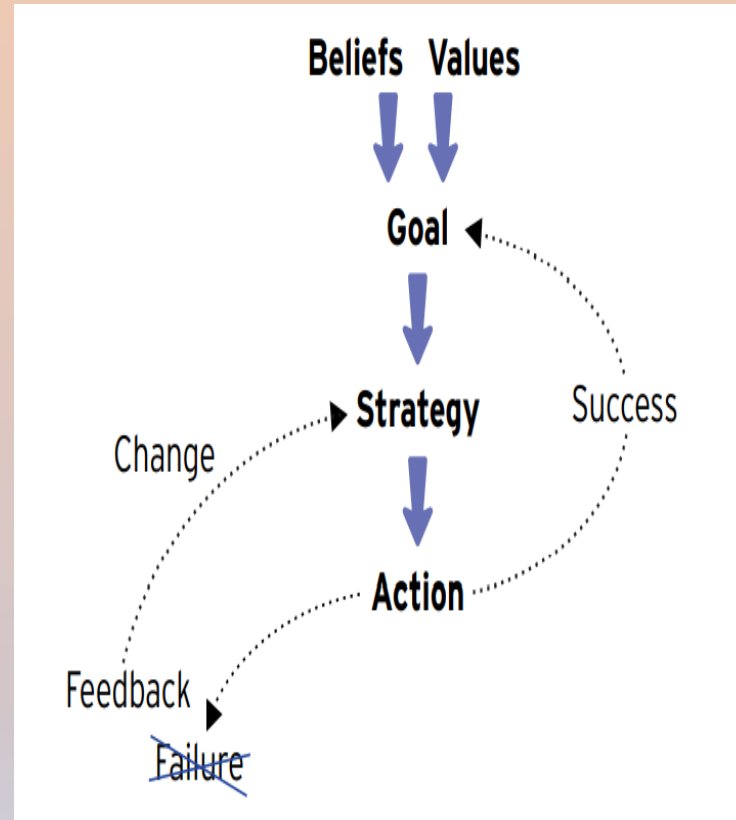 Beliefs Values
Goal
Success
Strategy
Change
Action
Feedback
Failure